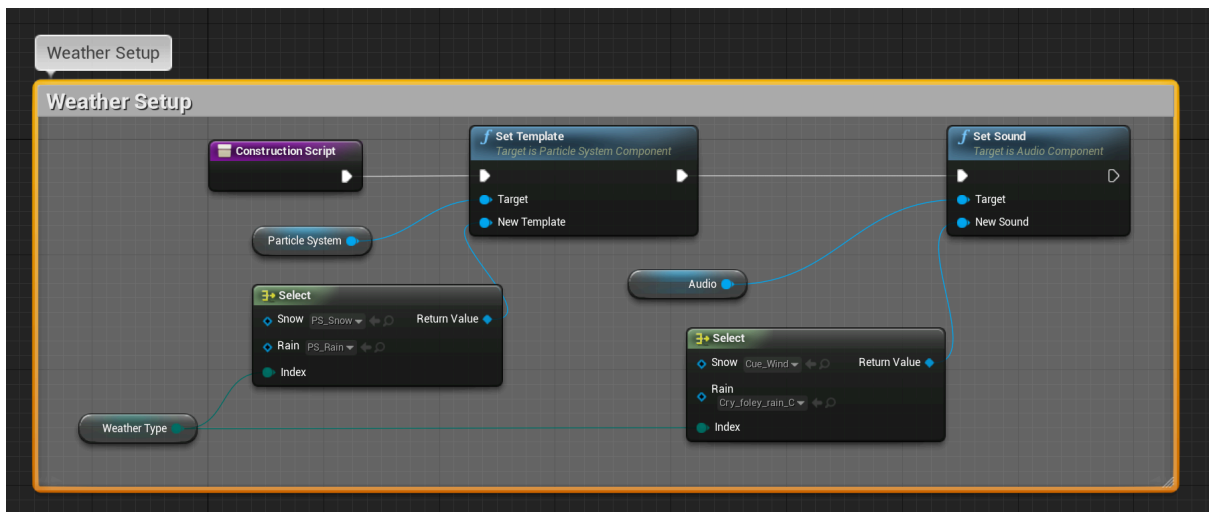 Weather Setup
Weather Setup
Construction Script
Set Template
Target is Particle System Component
Target
New Template
Particle System
Select
Snow PS_Snow Return Value
Rain PS_Rain
Index
Weather Type
Set Sound
Target is Audio Component
Target
New Sound
Audio
Select
Snow Cue_Wind Return Value
Rain
Cry_foley_rain_C
Index